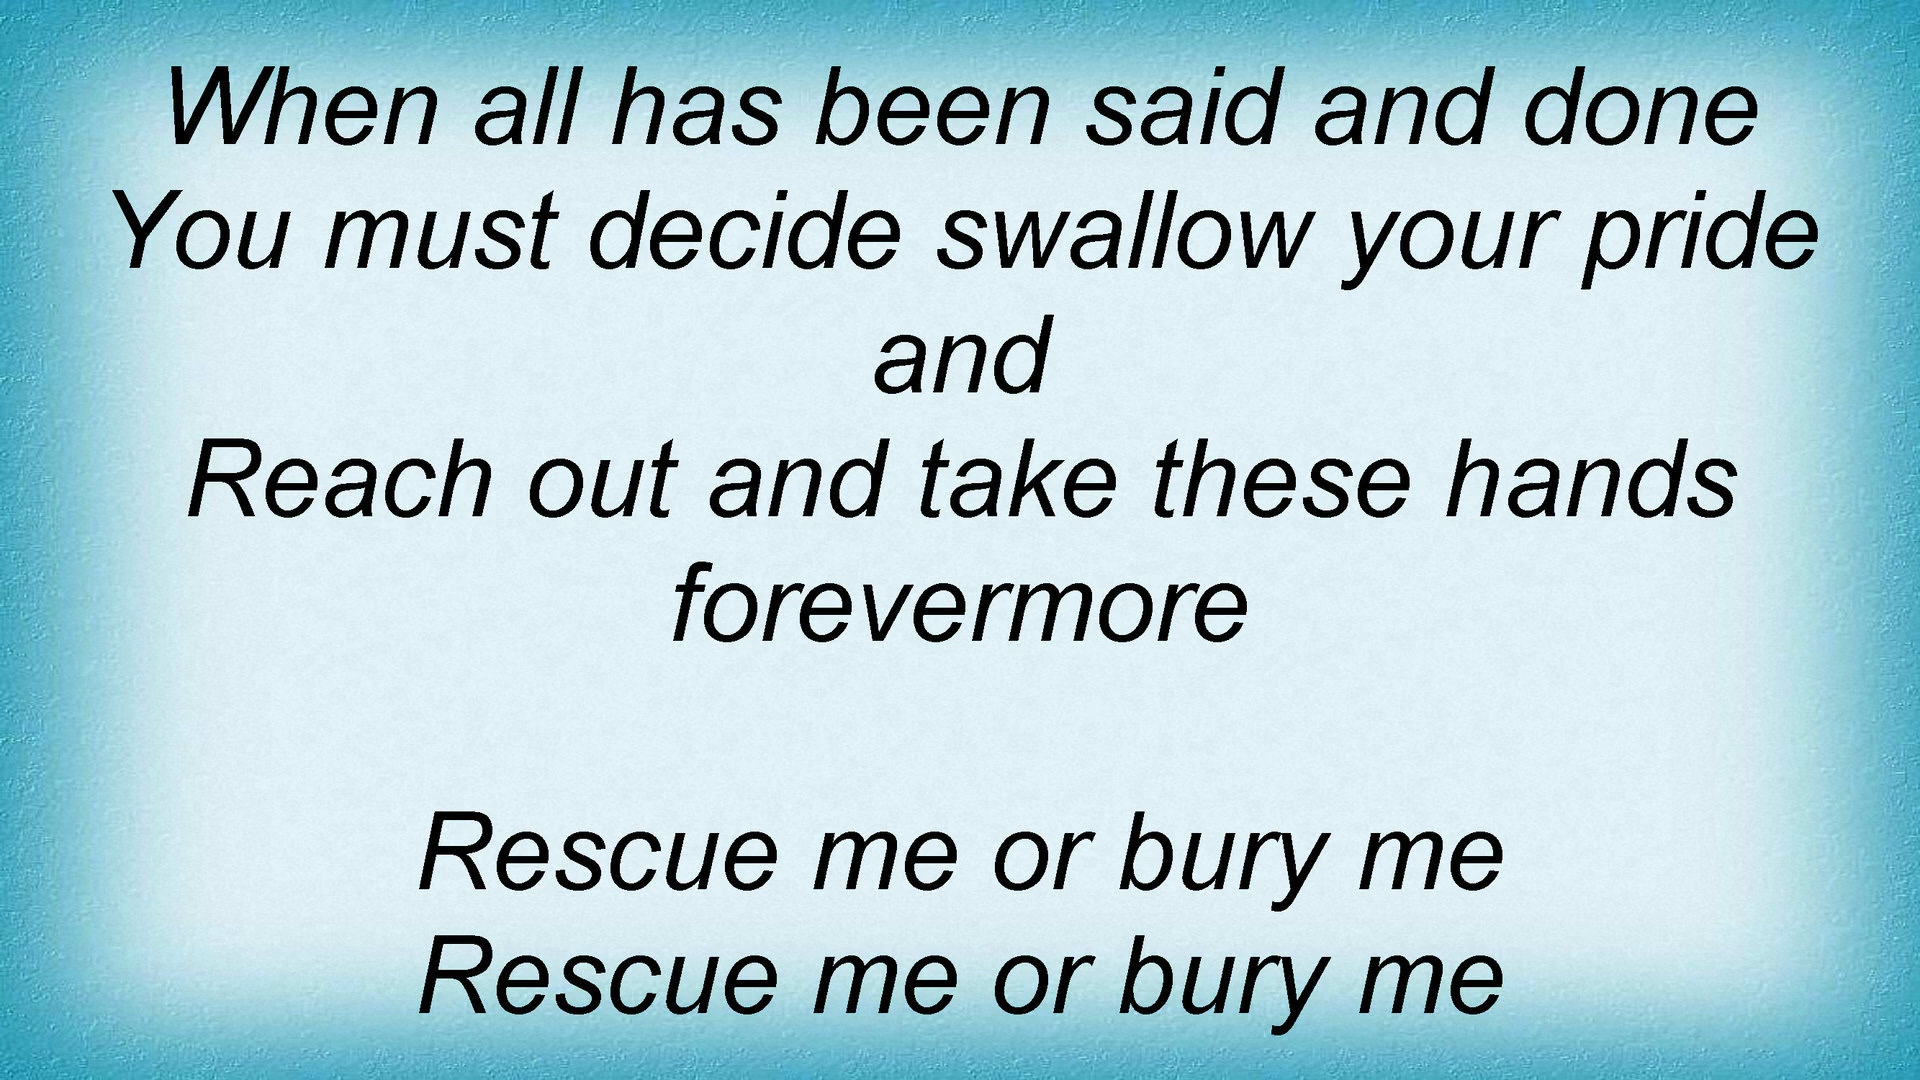 When all has been said and done
You must decide swallow your pride
and
Reach out and take these hands
forevermore
Rescue me or bury me
Rescue me or bury me